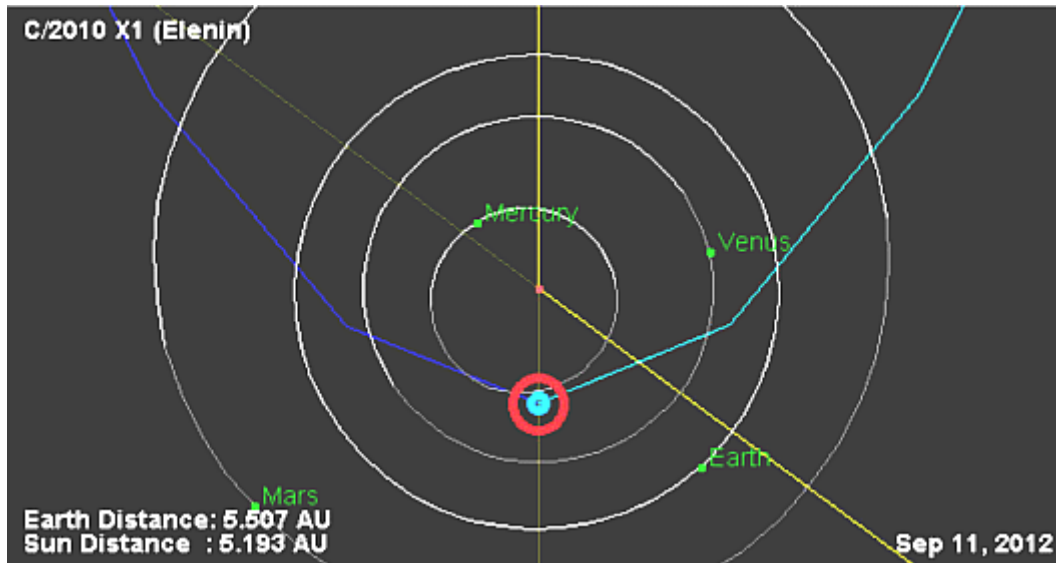 C/2010 X1 (Elenin)
Mercury
Venus
Earth
Mars
Earth Distance: 5.507 AU
Sun Distance : 5.193 AU
Sep 11, 2012